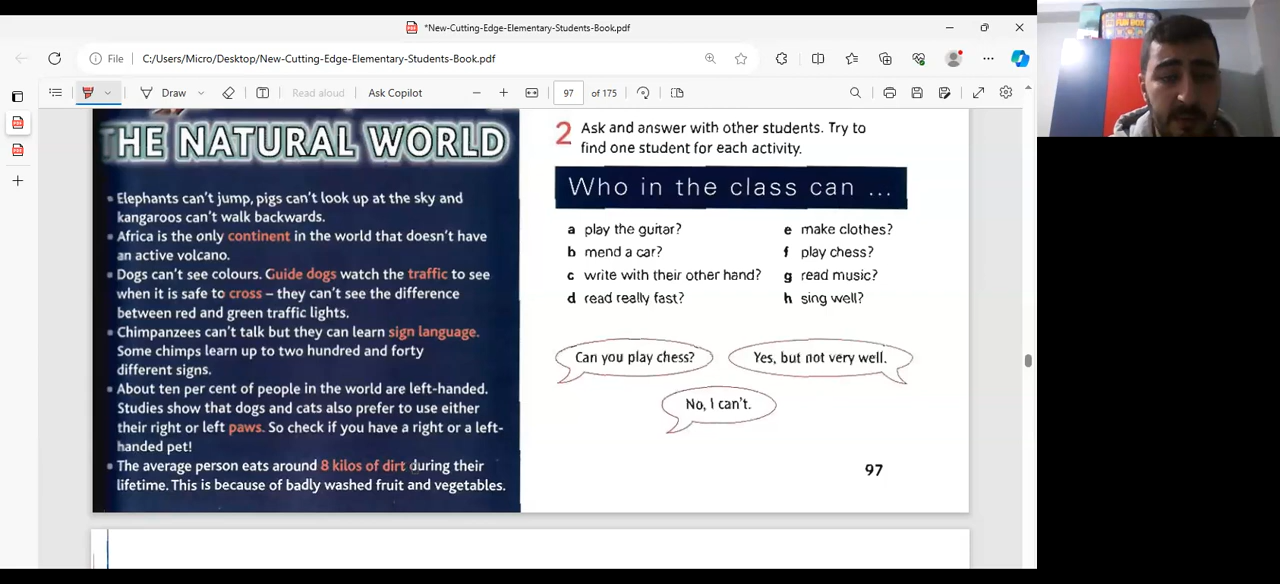 *New-Cutting-Edge-Elementary-Students-Book.pdf
File
C:/Users/Micro/Desktop/New-Cutting-Edge-Elementary-Students-Book.pdf
Draw
Read aloud
Ask Copilot
97
of 175
THE NATURAL WORLD
Elephants can't jump, pigs can't look up at the sky and
kangaroos can't walk backwards.
Africa is the only continent in the world that doesn't have
an active volcano.
Dogs can't see colours. Guide dogs watch the traffic to see
when it is safe to cross – they can't see the difference
between red and green traffic lights.
Chimpanzees can't talk but they can learn sign language.
Some chimps learn up to two hundred and forty
different signs.
About ten per cent of people in the world are left-handed.
Studies show that dogs and cats also prefer to use either
their right or left paws. So check if you have a right or a left-
handed pet!
The average person eats around 8 kilos of dirt during their
lifetime. This is because of badly washed fruit and vegetables.
2 Ask and answer with other students. Try to
find one student for each activity.
Who in the class can ...
a play the guitar?
b mend a car?
c write with their other hand?
d read really fast?
e make clothes?
f play chess?
g read music?
h sing well?
Can you play chess?
Yes, but not very well.
No, I can't.
97
FUN BOX